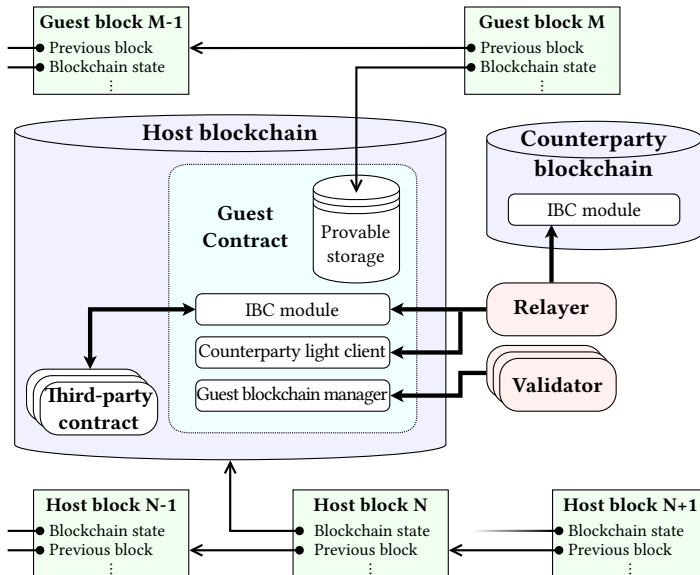 Guest block M-1
Previous block
Blockchain state
⋮
Guest block M
Previous block
Blockchain state
⋮
Host blockchain
Counterparty
blockchain
IBC module
Guest
Contract
Provable
storage
IBC module
Counterparty light client
Guest blockchain manager
Relayer
Validator
Third-party
contract
Host block N-1
Blockchain state
Previous block
⋮
Host block N
Blockchain state
Previous block
⋮
Host block N+1
Blockchain state
Previous block
⋮